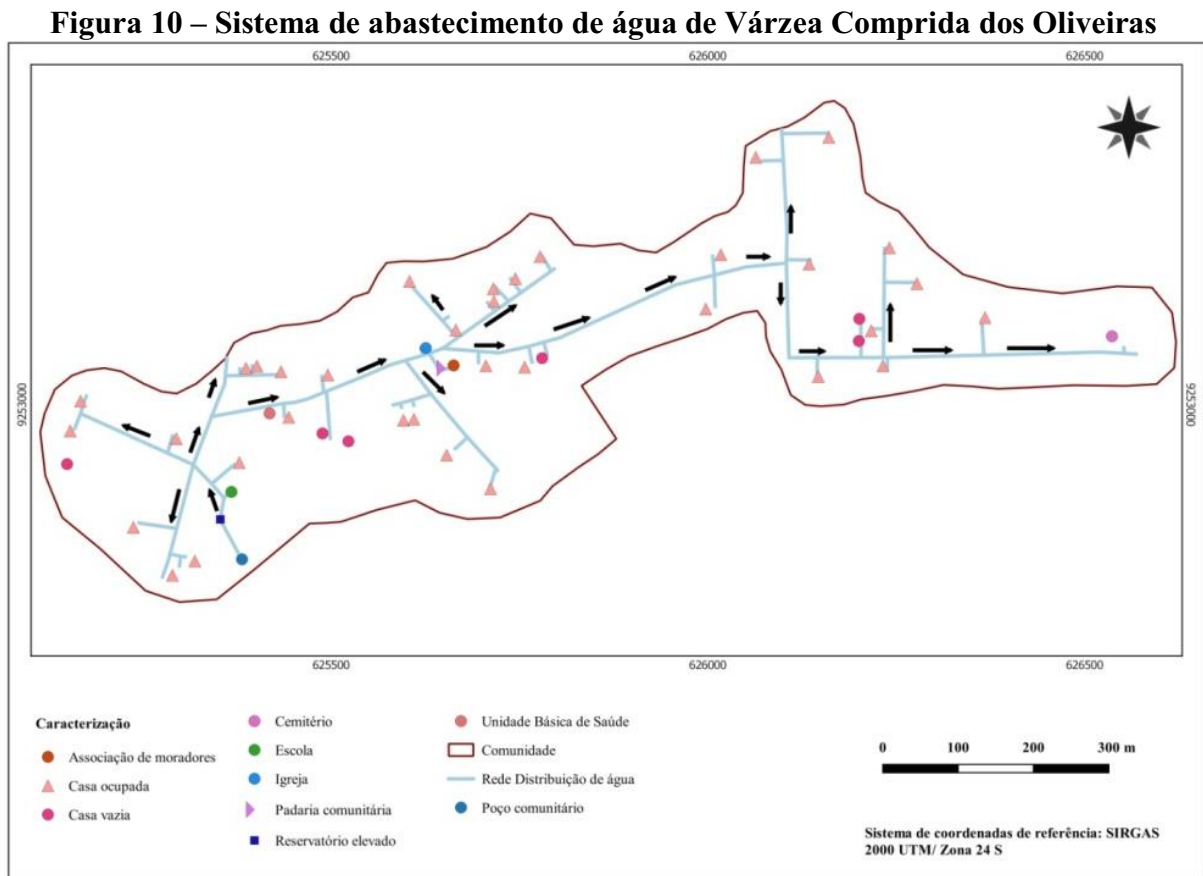 Figura 10 – Sistema de abastecimento de água de Várzea Comprida dos Oliveiras
625500 626000 626500
9253000 9253000
625500 626000 626500
Caracterização
Associação de moradores
Casa ocupada
Casa vazia
Cemitério
Escola
Igreja
Padaria comunitária
Reservatório elevado
Unidade Básica de Saúde
Comunidade
Rede Distribuição de água
Poço comunitário
0 100 200 300 m
Sistema de coordenadas de referência: SIRGAS
2000 UTM/ Zona 24 S